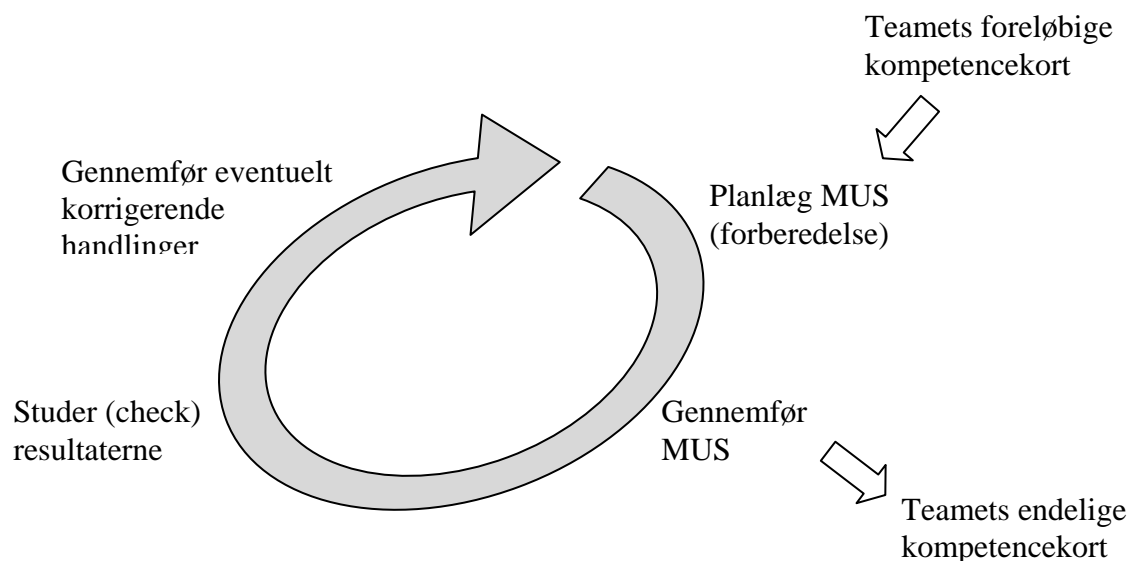 Teamets foreløbige
kompetencekort
Gennemfør eventuelt
korrigerende
handlinger
Planlæg MUS
(forberedelse)
Studer (check)
resultaterne
Gennemfør
MUS
Teamets endelige
kompetencekort